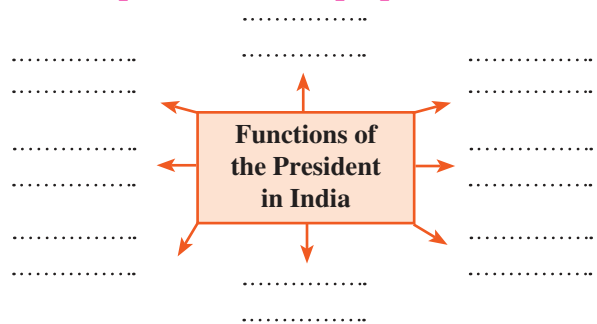 Functions of
the President
in India